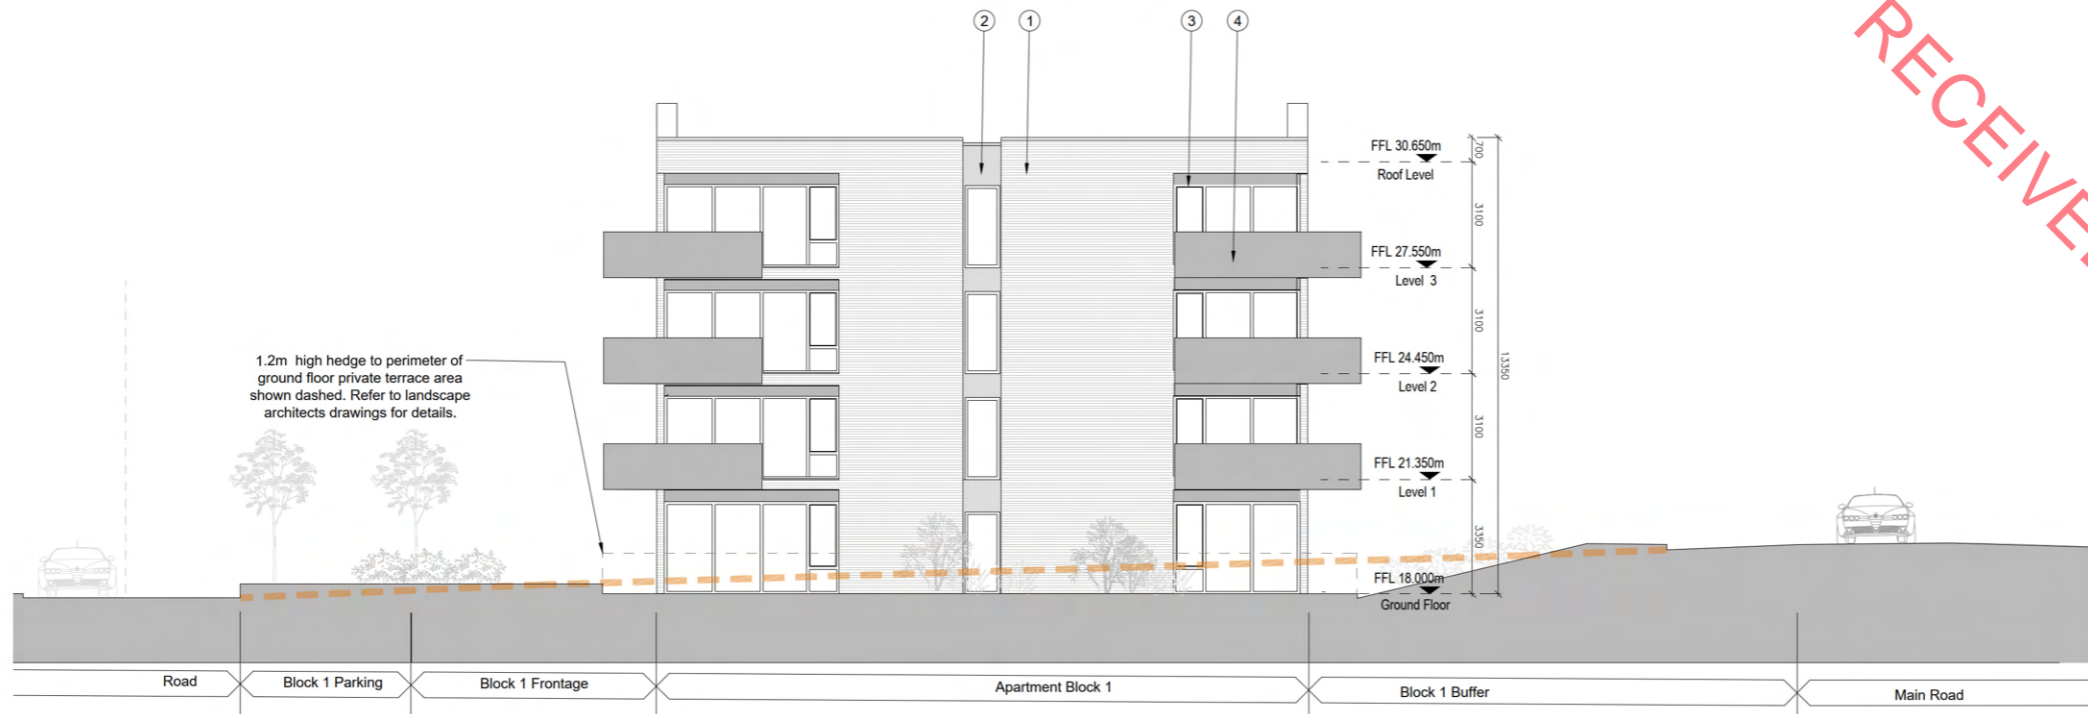 2 1 3 4
RECEIVE
FFL 30.650m
Roof Level
700
3100
FFL 27.550m
Level 3
3100
FFL 24.450m
Level 2
13350
3100
FFL 21.350m
Level 1
3350
FFL 18.000m
Ground Floor
1.2m high hedge to perimeter of
ground floor private terrace area
shown dashed. Refer to landscape
architects drawings for details.
Road
Block 1 Parking
Block 1 Frontage
Apartment Block 1
Block 1 Buffer
Main Road